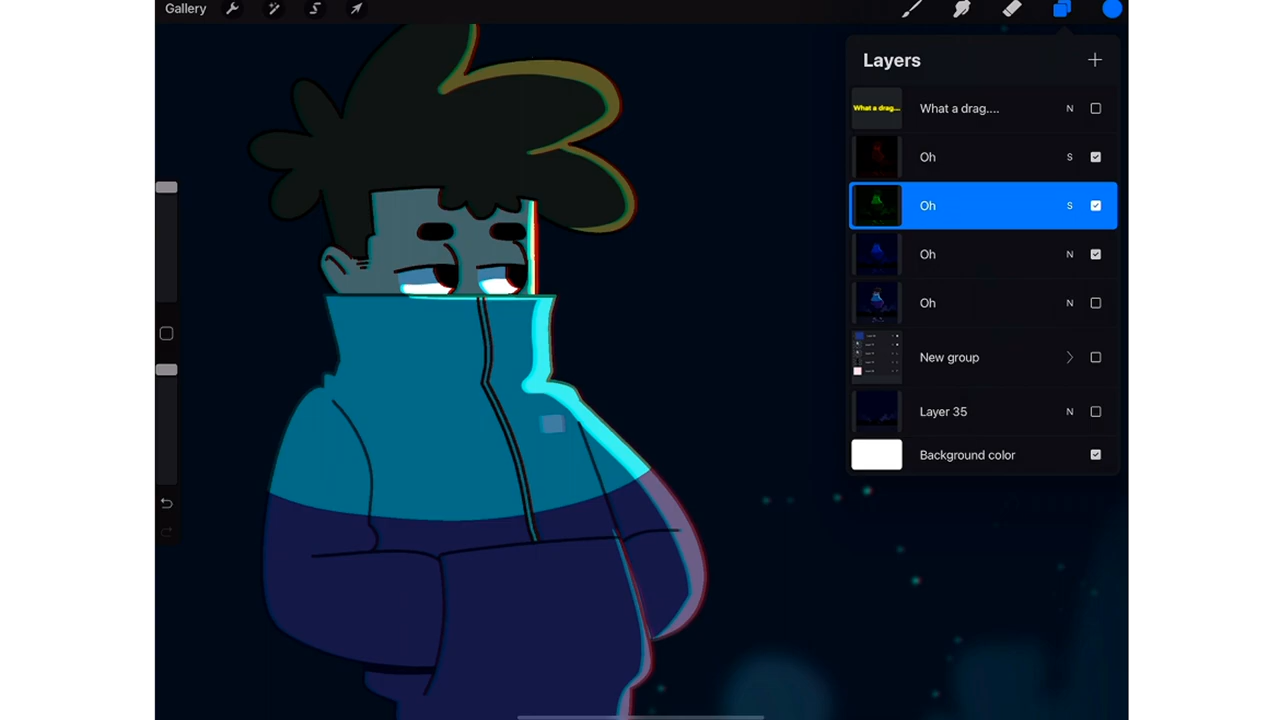 Gallery
Layers
What a drag... What a drag.... N
Oh S
Oh S
Oh N
Oh N
New group
Layer 35 N
Background color